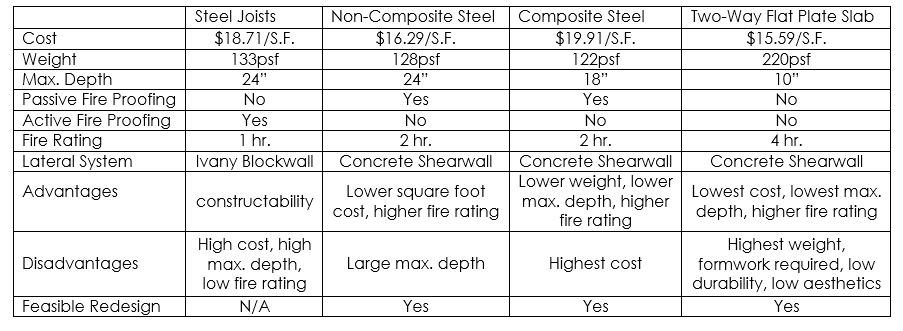 Steel Joists Non-Composite Steel Composite Steel Two-Way Flat Plate Slab
Cost $18.71/S.F. $16.29/S.F. $19.91/S.F. $15.59/S.F.
Weight 133psf 128psf 122psf 220psf
Max. Depth 24” 24” 18” 10”
Passive Fire Proofing No Yes Yes No
Active Fire Proofing Yes No No No
Fire Rating 1 hr. 2 hr. 2 hr. 4 hr.
Lateral System Ivany Blockwall Concrete Shearwall Concrete Shearwall Concrete Shearwall
Advantages
constructability
Lower square foot
cost, higher fire rating
Lower weight, lower
max. depth, higher
fire rating
Lowest cost, lowest max.
depth, higher fire rating
Disadvantages
High cost, high
max. depth,
low fire rating
Large max. depth
Highest cost
Highest weight,
formwork required, low
durability, low aesthetics
Feasible Redesign N/A Yes Yes Yes